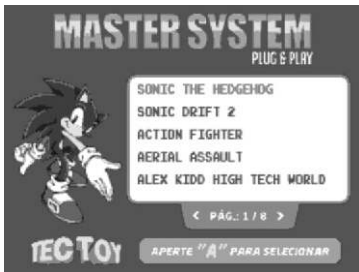 MASTER SYSTEM
PLUG & PLAY
SONIC THE HEDGEHOG
SONIC DRIFT 2
ACTION FIGHTER
AERIAL ASSAULT
ALEX KIDD HIGH TECH WORLD
< PÁG.: 1 / 8 >
TECTOY
APERTE "A" PARA SELECIONAR